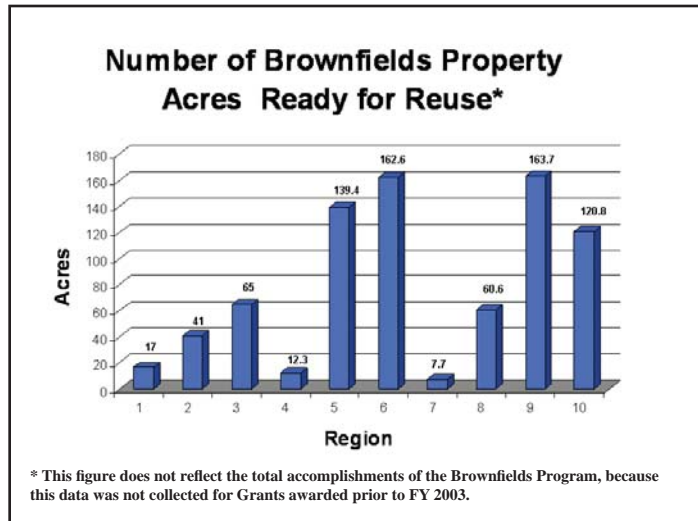 Number of Brownfields Property
Acres Ready for Reuse*
180
160
140
120
100
80
60
40
20
0
Acres
17
41
65
12.3
139.4
162.6
7.7
60.6
163.7
120.8
1 2 3 4 5 6 7 8 9 10
Region
* This figure does not reflect the total accomplishments of the Brownfields Program, because
this data was not collected for Grants awarded prior to FY 2003.